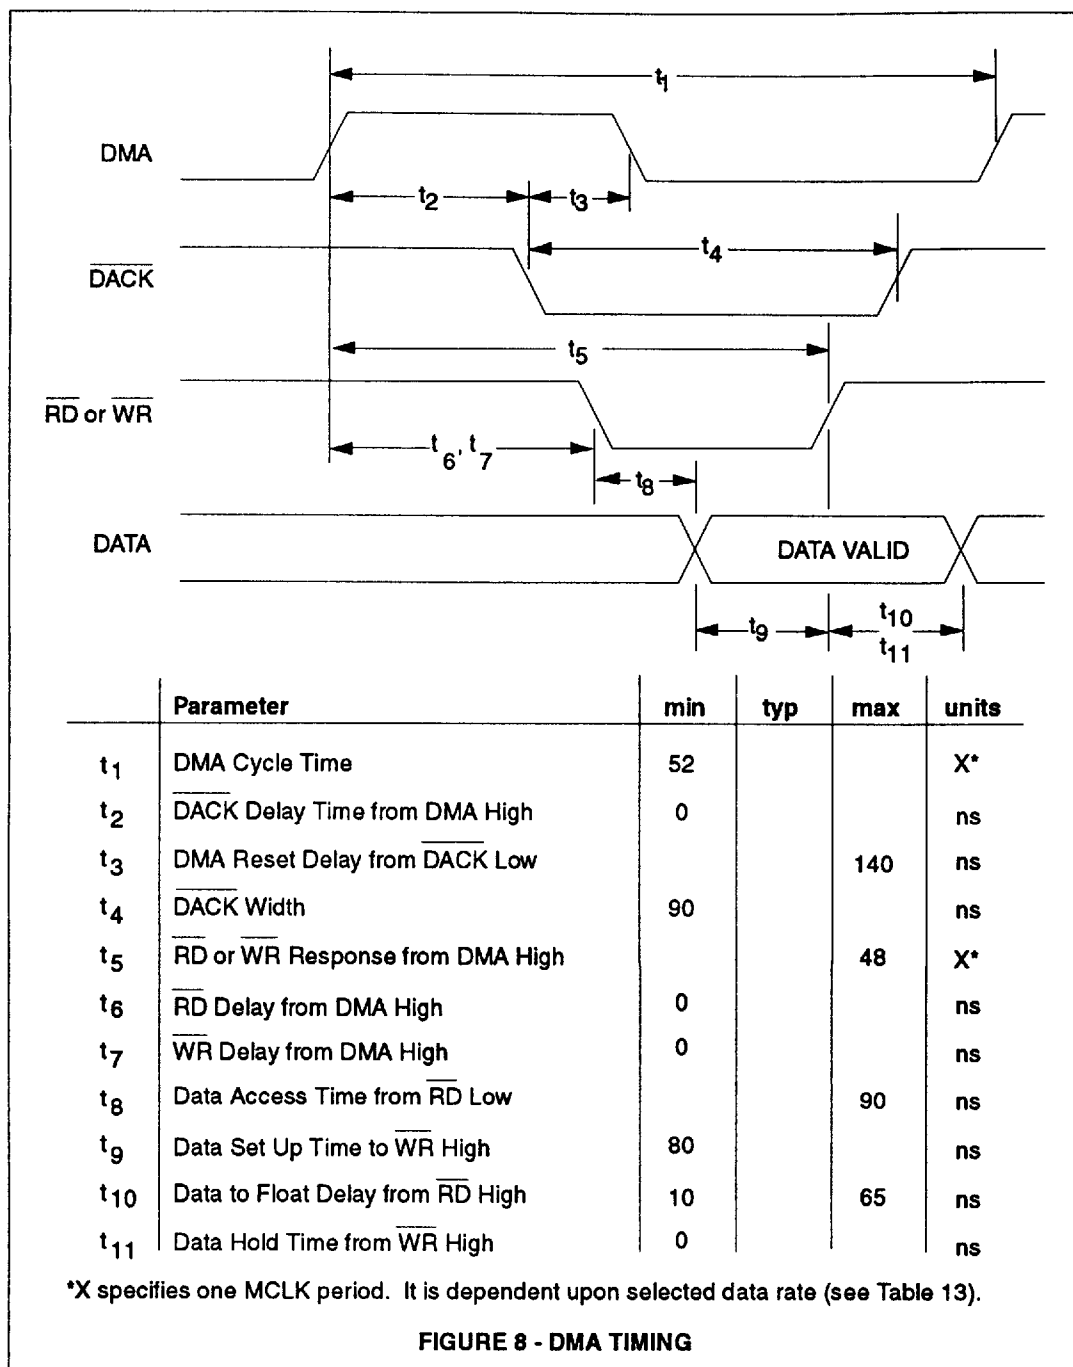 t1
DMA
t2
t3
DACK
t4
t5
RD or WR
t6, t7
t8
DATA
DATA VALID
t9
t10
t11
Parameter min typ max units
t1 DMA Cycle Time 52 X*
t2 DACK Delay Time from DMA High 0 ns
t3 DMA Reset Delay from DACK Low 140 ns
t4 DACK Width 90 ns
t5 RD or WR Response from DMA High 48 X*
t6 RD Delay from DMA High 0 ns
t7 WR Delay from DMA High 0 ns
t8 Data Access Time from RD Low 90 ns
t9 Data Set Up Time to WR High 80 ns
t10 Data to Float Delay from RD High 10 65 ns
t11 Data Hold Time from WR High 0 ns
*X specifies one MCLK period. It is dependent upon selected data rate (see Table 13).
FIGURE 8 - DMA TIMING